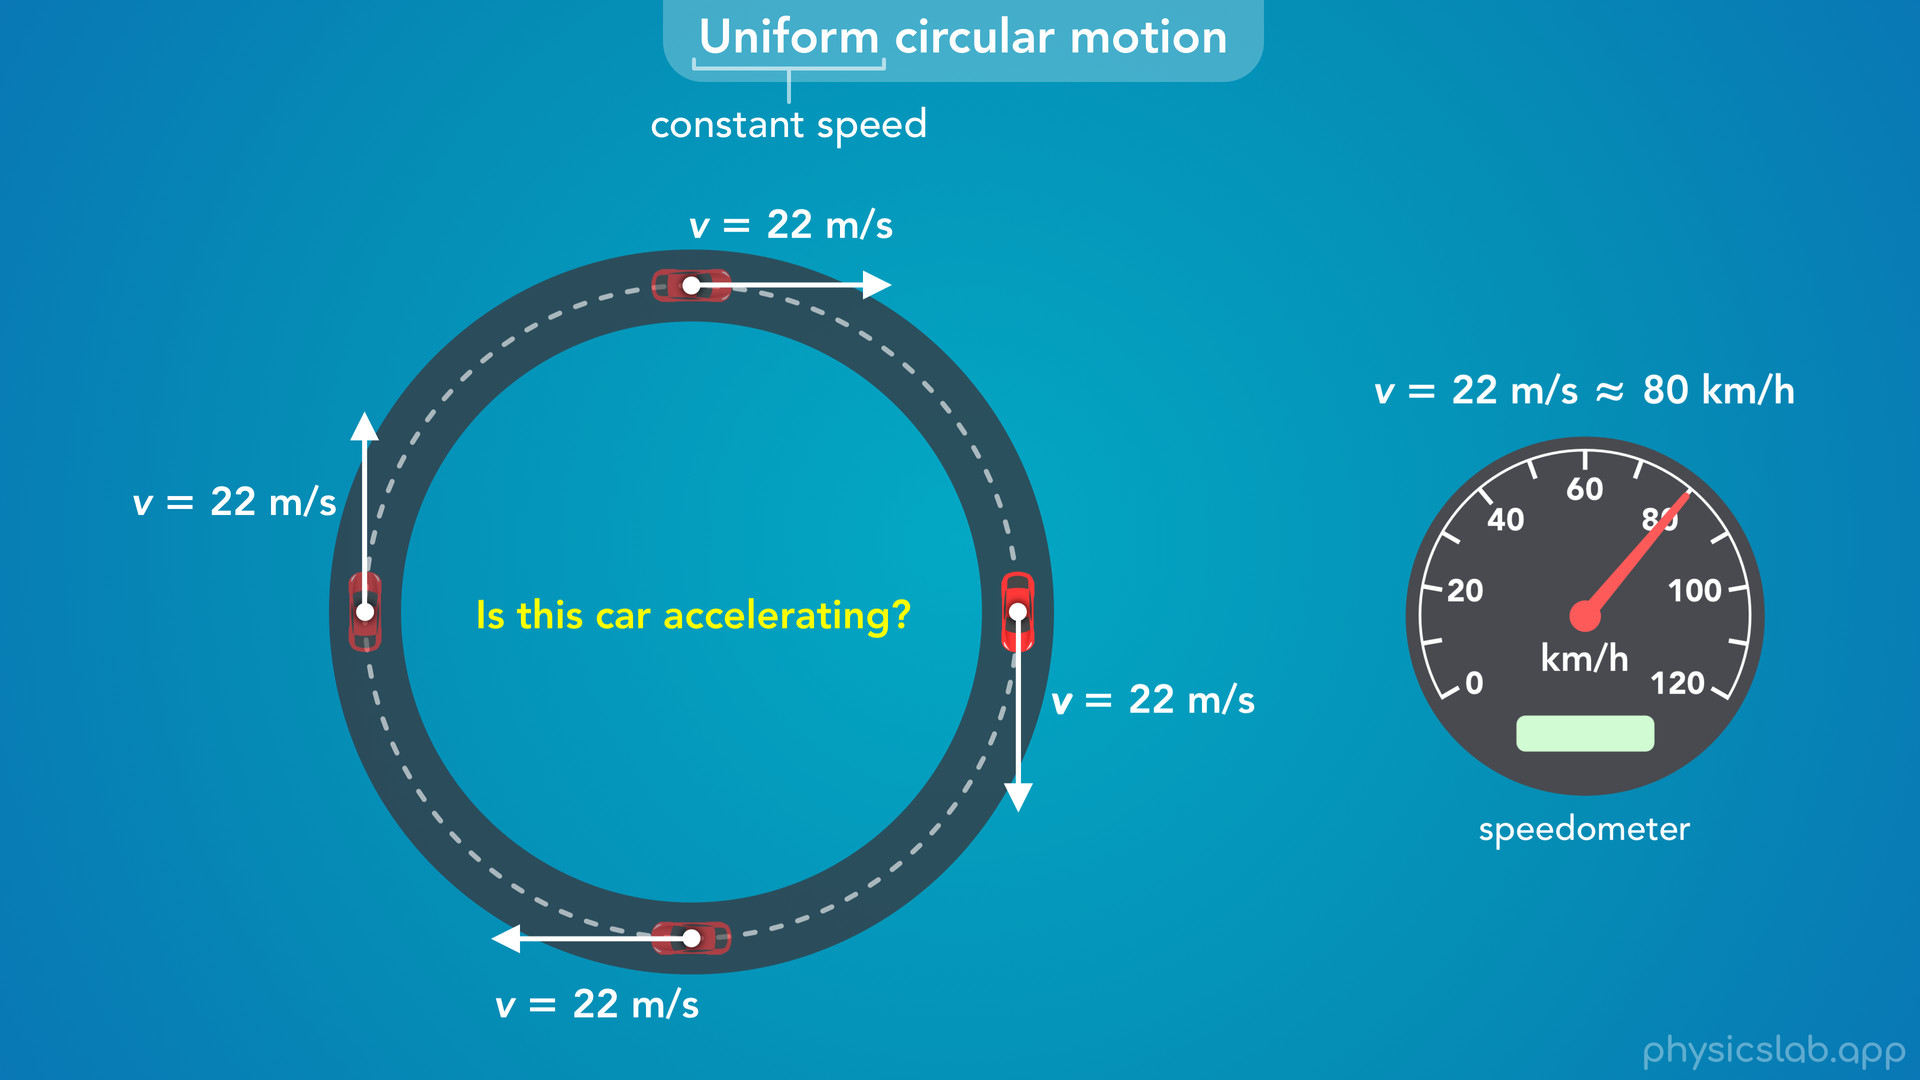 Uniform circular motion
constant speed
v = 22 m/s
v = 22 m/s
Is this car accelerating?
v = 22 m/s
v = 22 m/s
v = 22 m/s ≈ 80 km/h
60
40
80
20
100
km/h
0
120
speedometer
physicslab.app